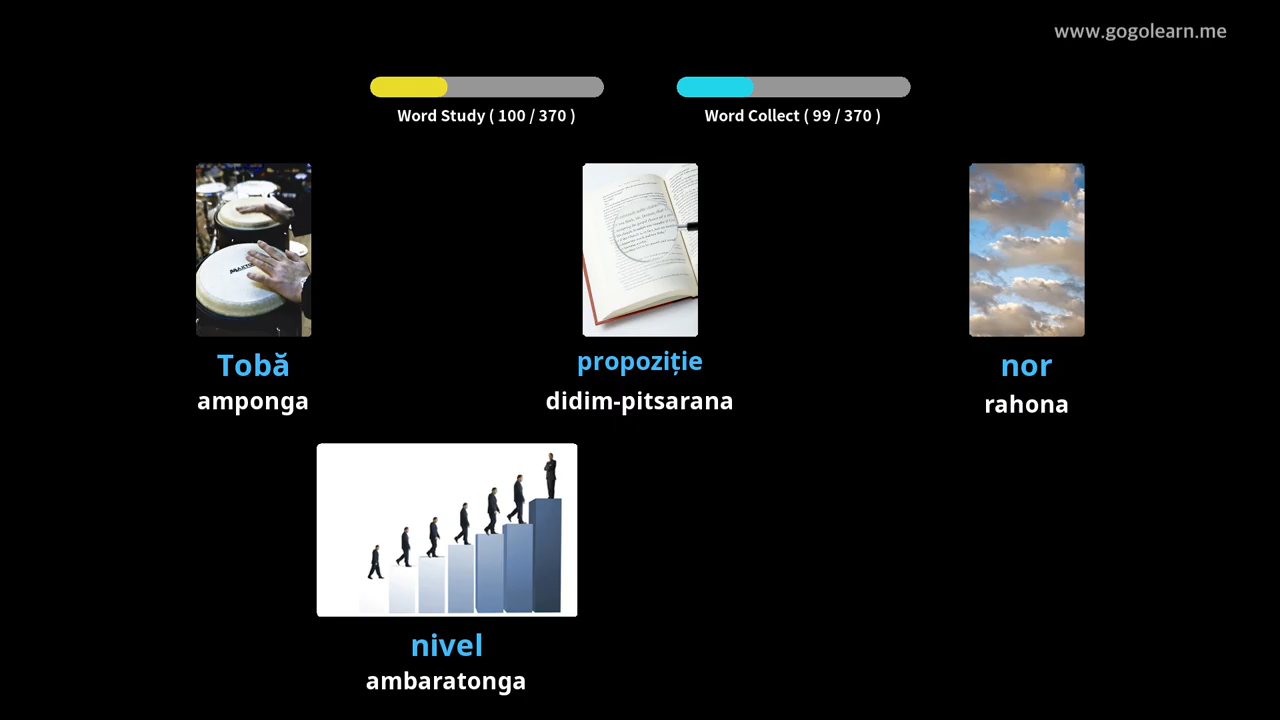 www.gogolearn.me
Word Study ( 100 / 370 )
Word Collect ( 99 / 370 )
Tobă
amponga
propoziție
didim-pitsarana
nor
rahona
nivel
ambaratonga